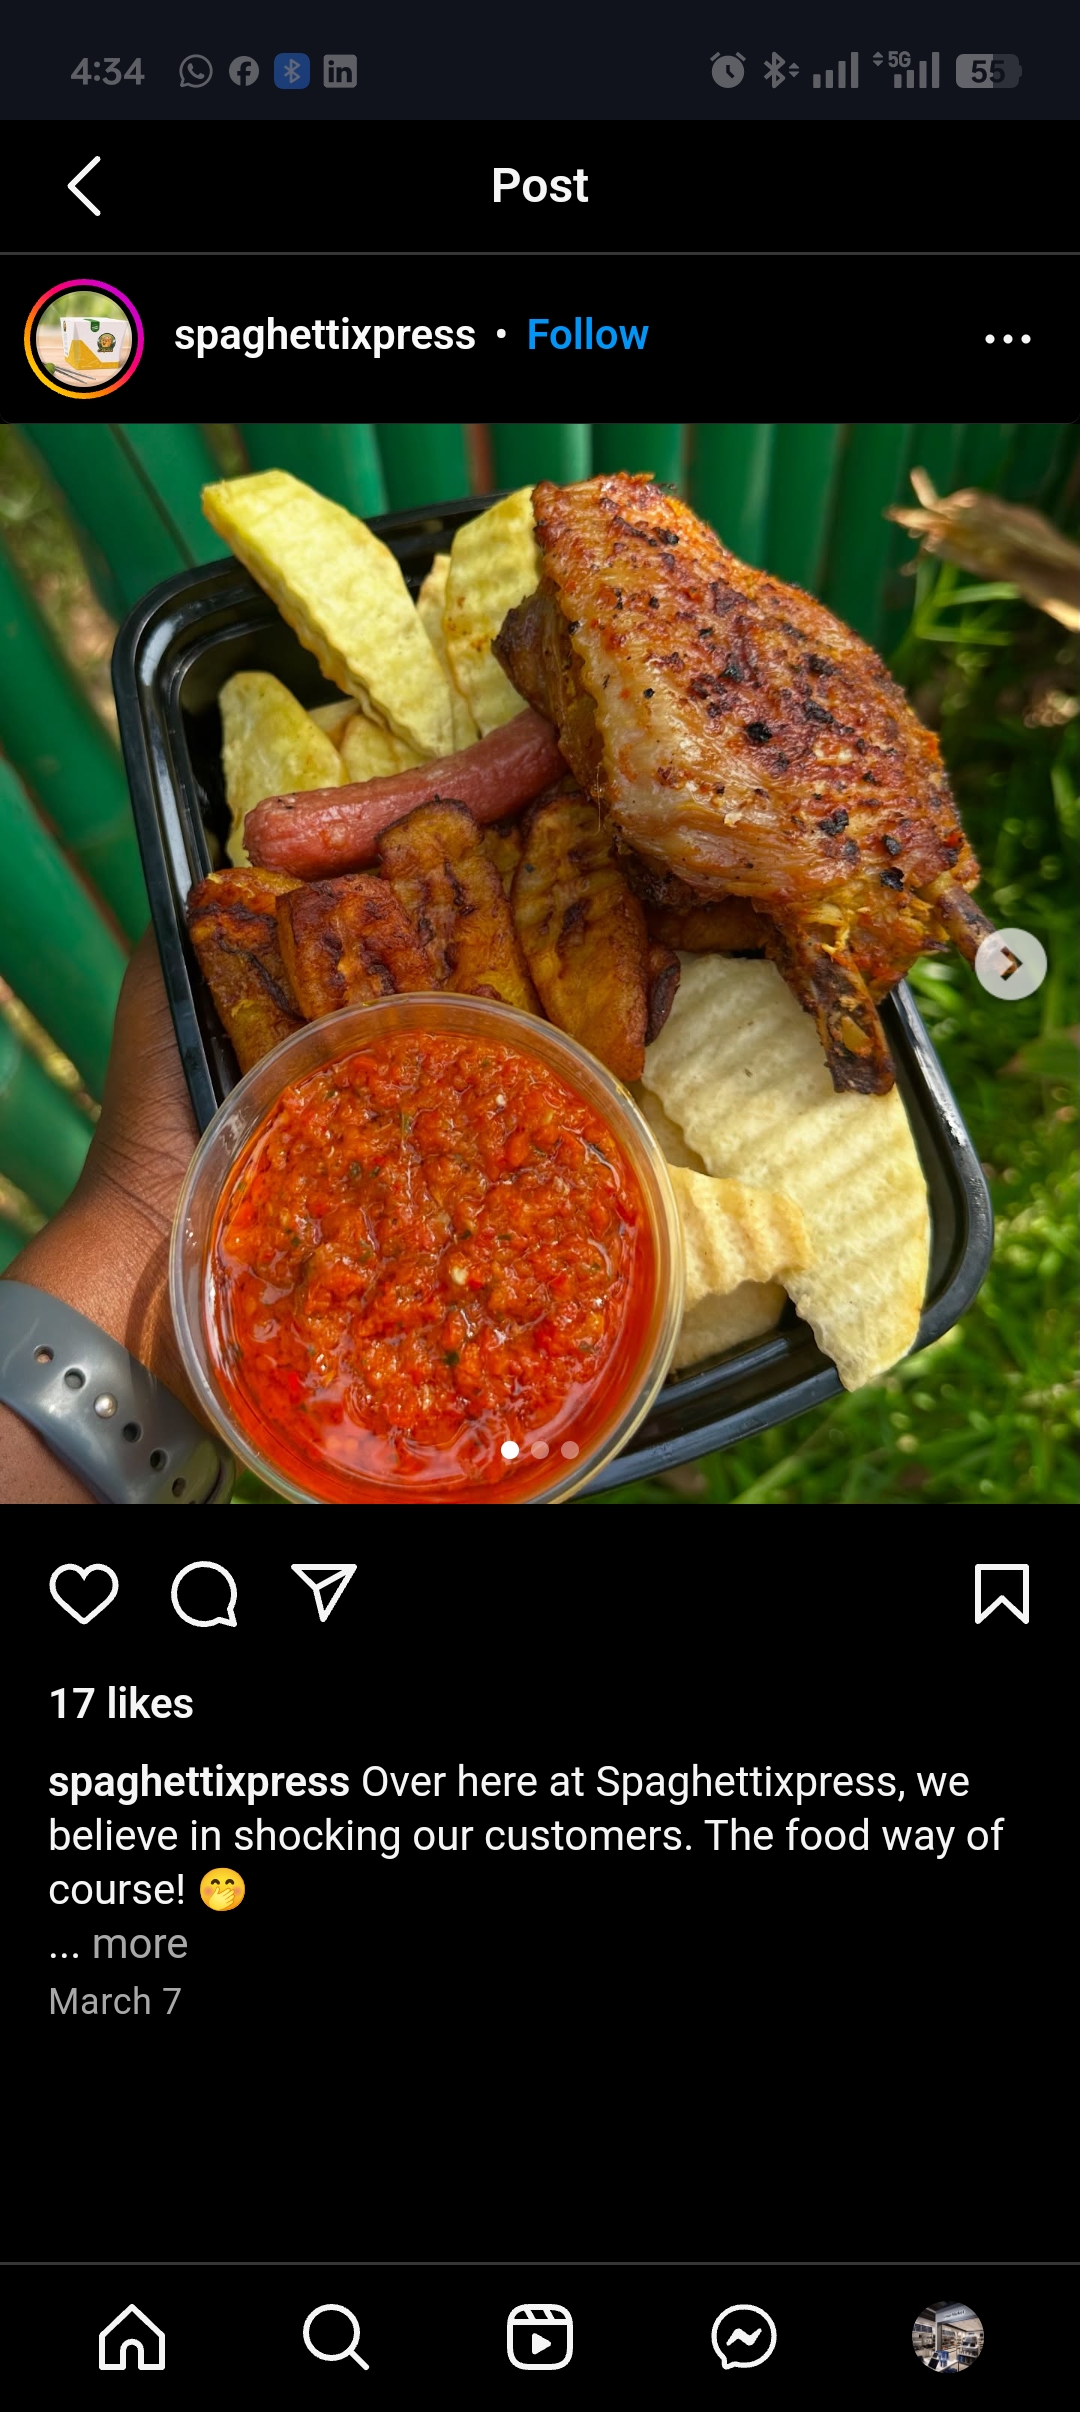 4:34
5G
55
Post
spaghettixpress • Follow
17 likes
spaghettixpress Over here at Spaghettixpress, we
believe in shocking our customers. The food way of
course! 🤭
... more
March 7